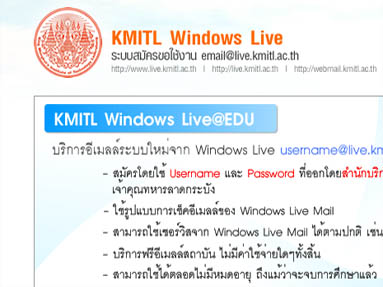 KMITL Windows Live
ระบบสมัครขอใช้งาน email@live.kmitl.ac.th
http://www.live.kmitl.ac.th | http://live.kmitl.ac.th | http://webmail.kmitl.ac.th
KMITL Windows Live@EDU
บริการอีเมลล์ระบบใหม่จาก Windows Live username@live.km
- สมัครโดยใช้ Username และ Password ที่ออกโดยสำนักบริก
เจ้าคุณทหารลาดกระบัง
- ใช้รูปแบบการเช็คอีเมลล์ของ Windows Live Mail
- สามารถใช้เซอร์วิสจาก Windows Live Mail ได้ตามปกติ เช่น
- บริการฟรีอีเมลล์สถาบัน ไม่มีค่าใช้จ่ายใดๆทั้งสิ้น
- สามารถใช้ได้ตลอดไม่มีหมดอายุ ถึงแม้ว่าจะจบการศึกษาแล้ว